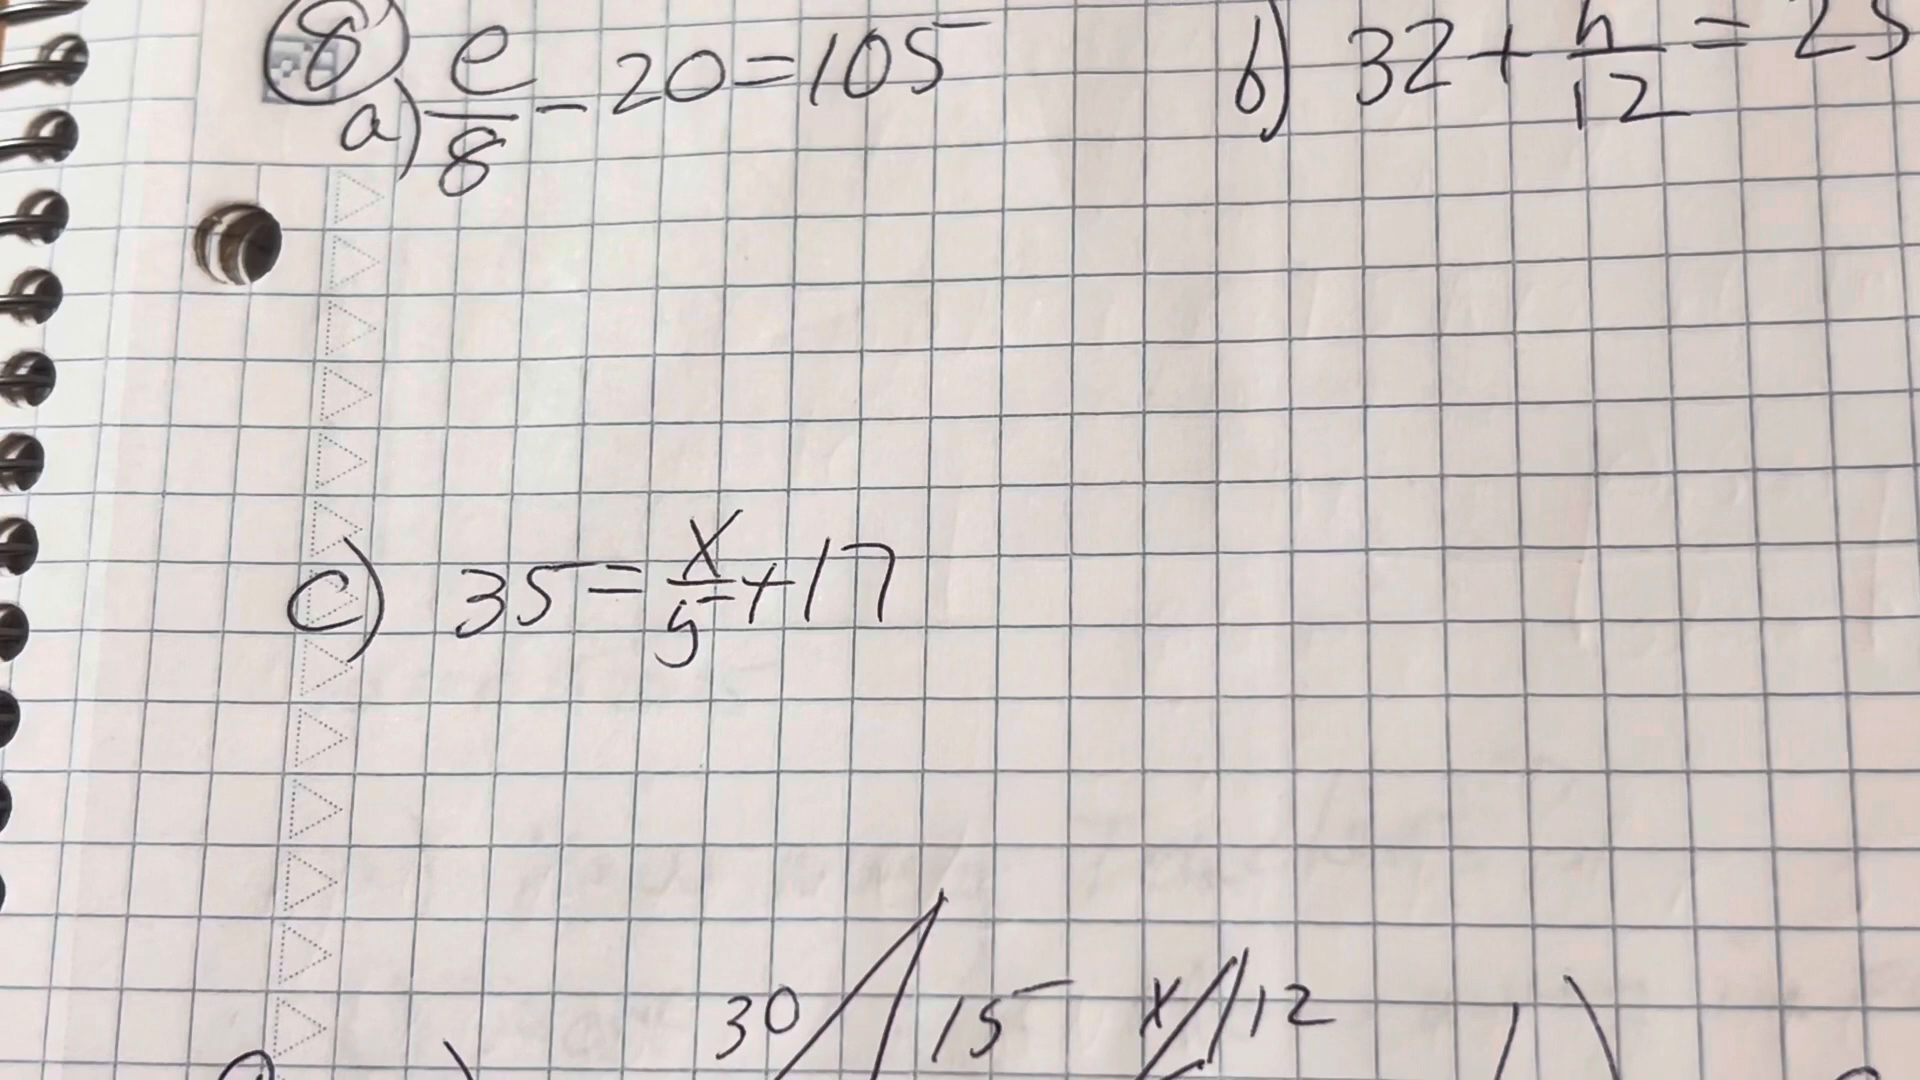 8
a) e/8 - 20 = 105
b) 32 + h/12 = 25
c) 35 = x/5 + 17
30 15 x 12